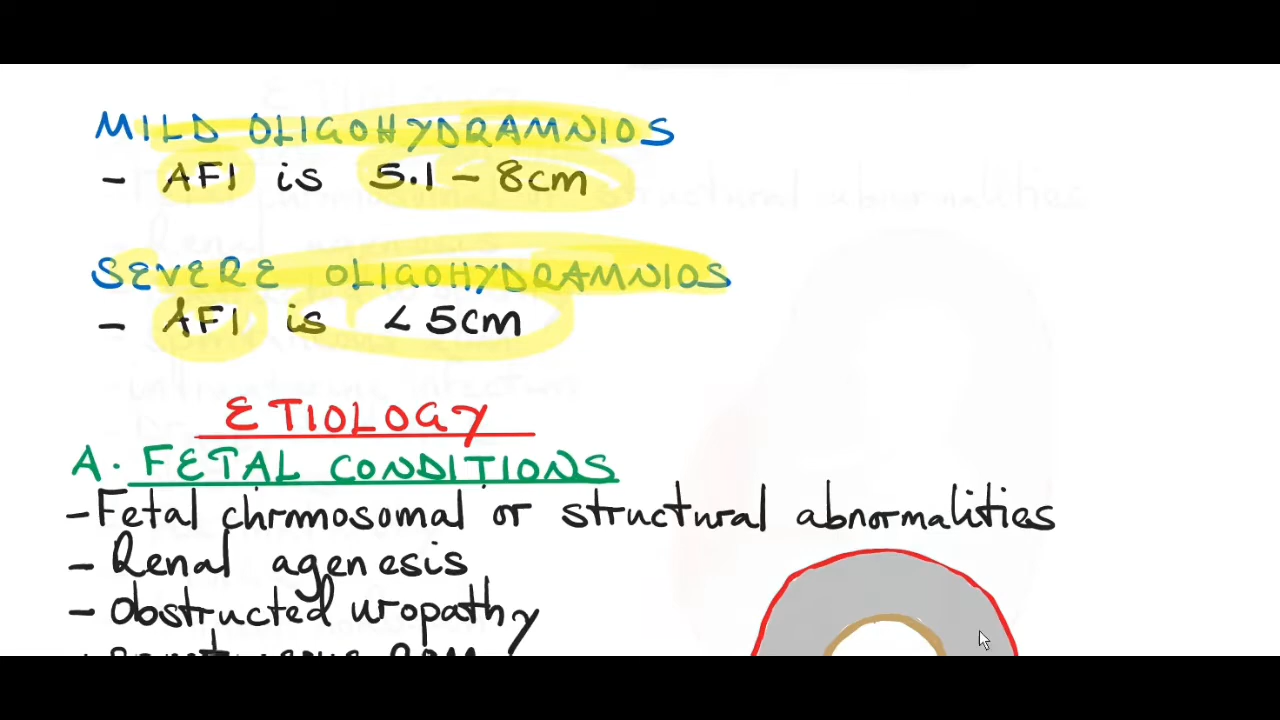 MILD OLIGOHYDRAMNIOS
- AFI is 5.1 - 8cm
SEVERE OLIGOHYDRAMNIOS
- AFI is < 5cm
ETIOLOGY
A. FETAL CONDITIONS
- Fetal chrmosomal or structural abnormalities
- Renal agenesis
- obstructed uropathy